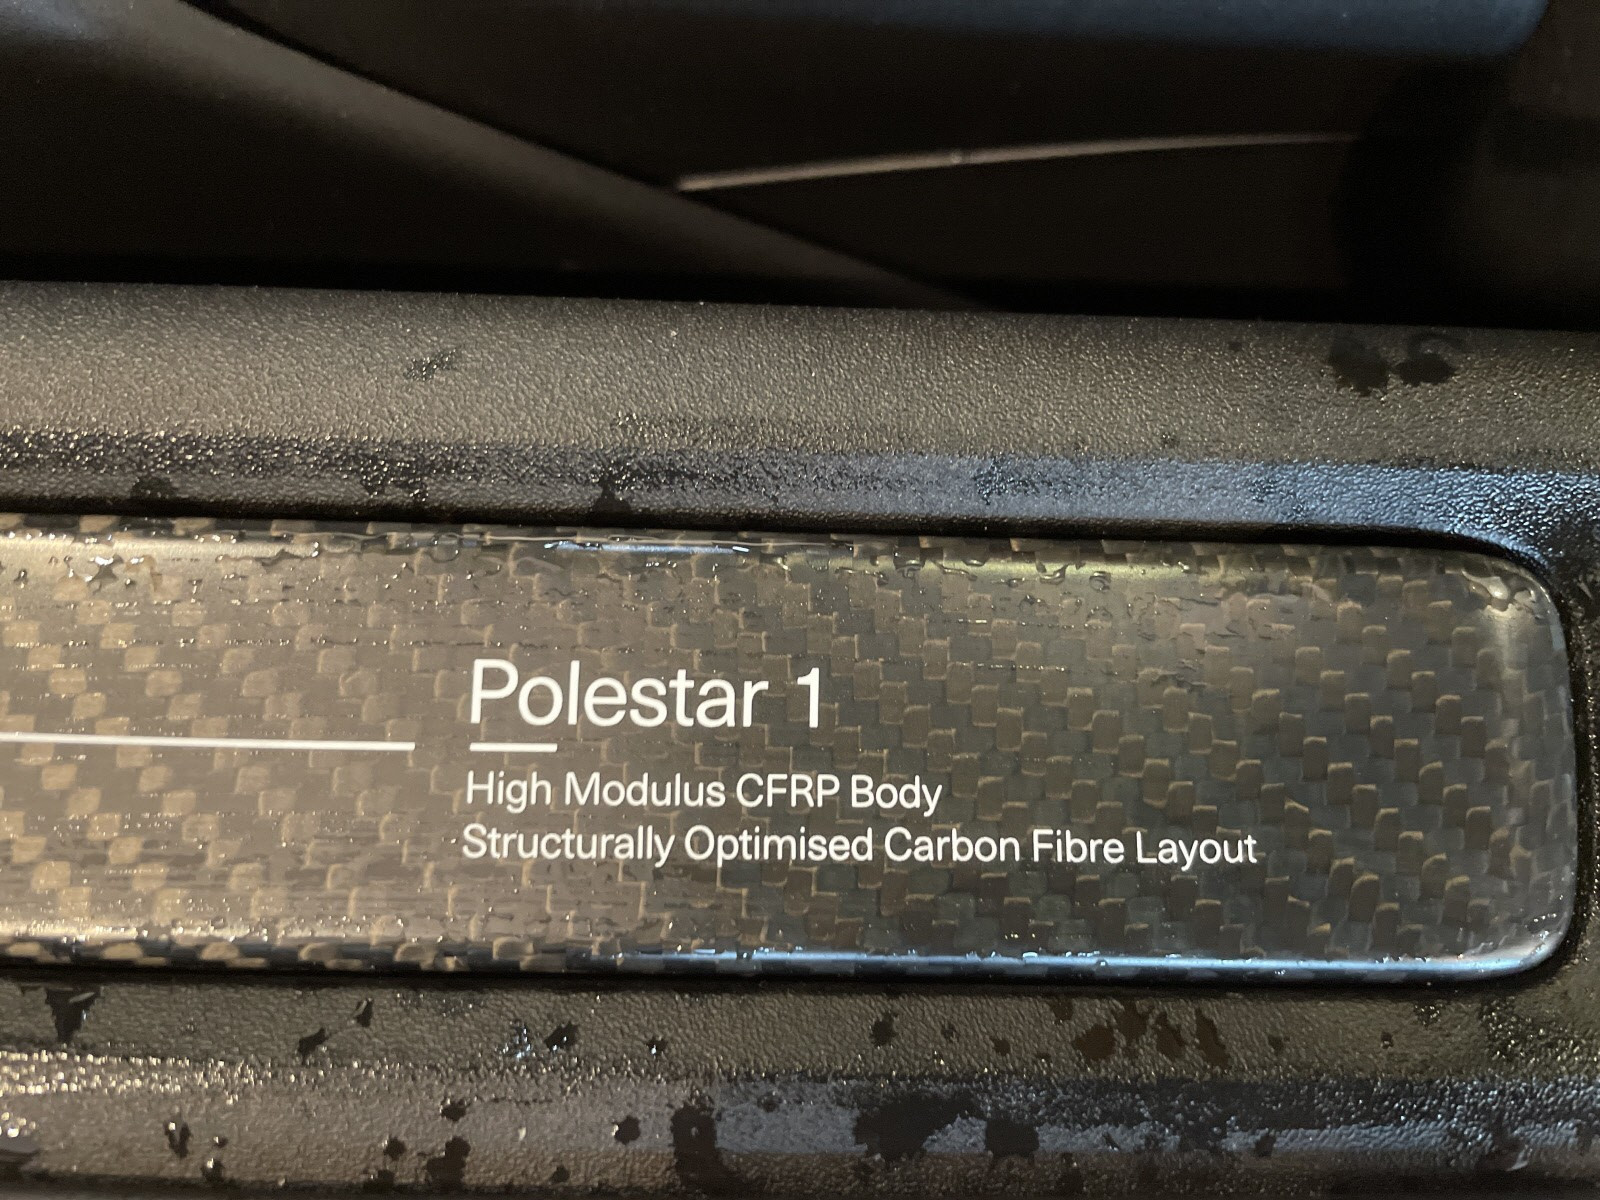 Polestar 1
High Modulus CFRP Body
Structurally Optimised Carbon Fibre Layout